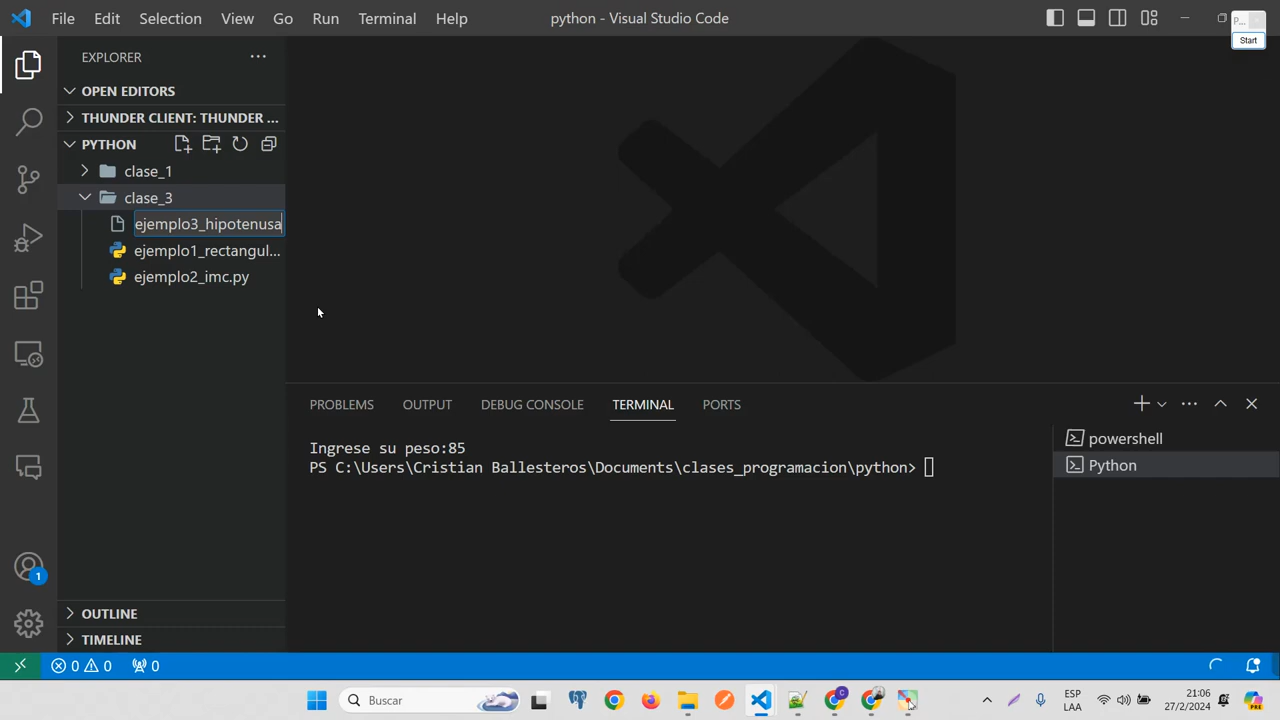 File Edit Selection View Go Run Terminal Help
python - Visual Studio Code
P...
Start
EXPLORER
OPEN EDITORS
THUNDER CLIENT: THUNDER ...
PYTHON
clase_1
clase_3
ejemplo3_hipotenusa
ejemplo1_rectangul...
ejemplo2_imc.py
PROBLEMS OUTPUT DEBUG CONSOLE TERMINAL PORTS
Ingrese su peso:85
PS C:\Users\Cristian Ballesteros\Documents\clases_programacion\python>
powershell
Python
1
OUTLINE
TIMELINE
0 0 0
Buscar
C
ESP
LAA
21:06
27/2/2024
PRE